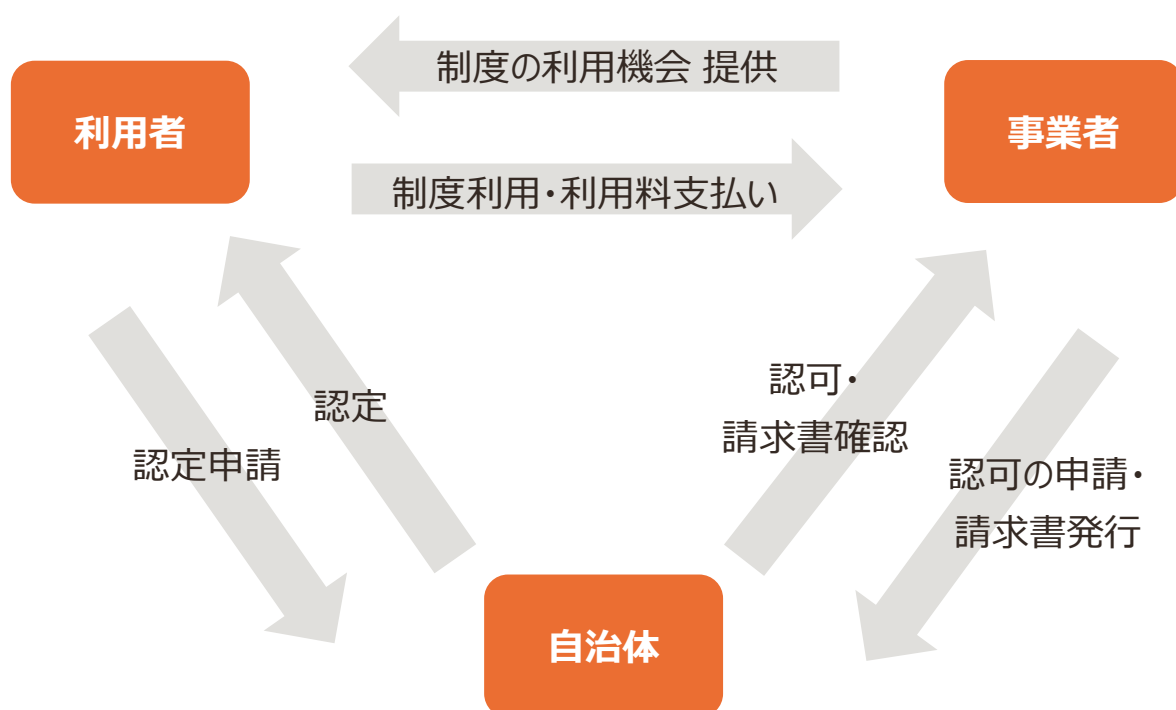 制度の利用機会 提供
利用者
事業者
制度利用・利用料支払い
認定
認定申請
認可・
請求書確認
認可の申請・
請求書発行
自治体